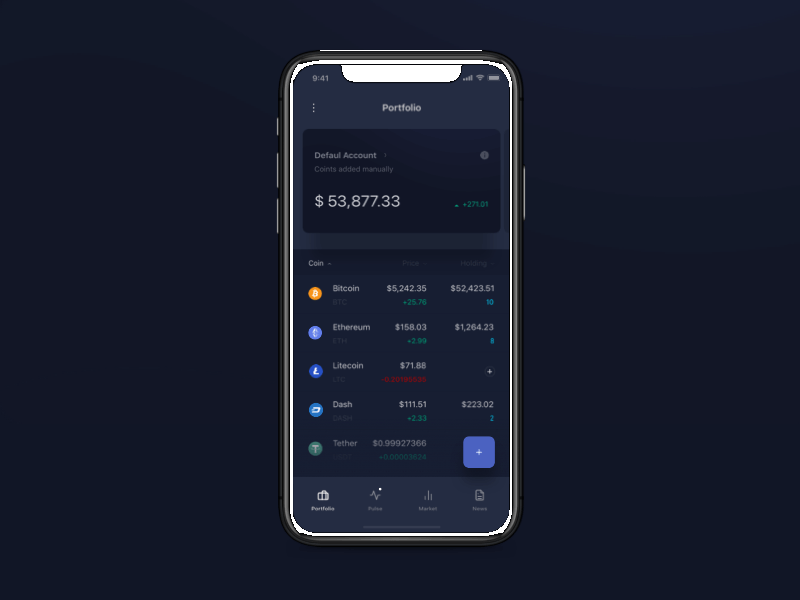 9:41
Portfolio
Defaul Account
Coints added manually
$ 53,877.33
+271.01
Coin
Price
Holding
Bitcoin $5,242.35 $52,423.51
BTC +25.76 10
Ethereum $158.03 $1,264.23
ETH +2.99 8
Litecoin $71.88 +
LTC
Dash $111.51 $223.02
DASH +2.33 2
Tether $0.99927366
+0.00003624
+
Portfolio Pulse Market News